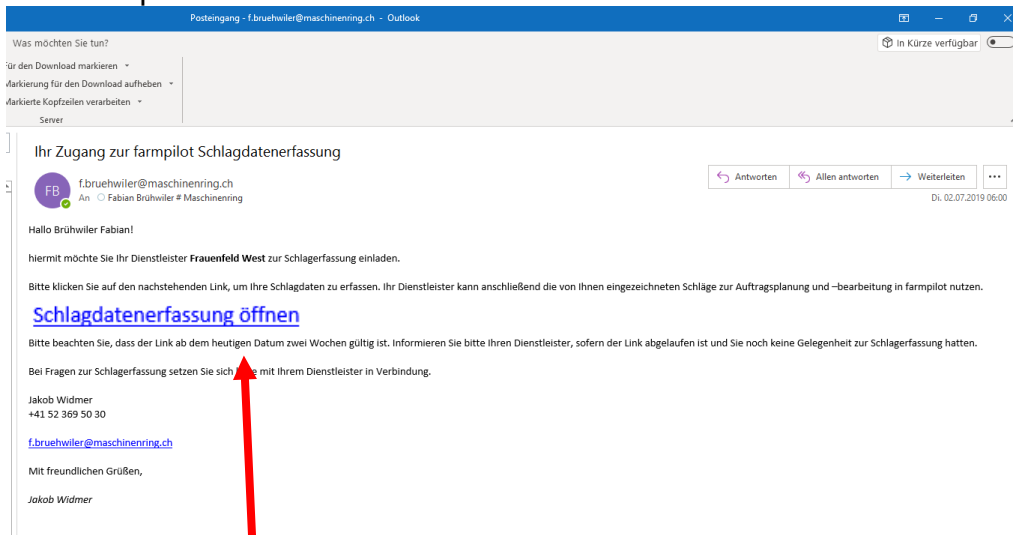 Posteingang - f.bruehwiler@maschinenring.ch - Outlook
Was möchten Sie tun?
In Kürze verfügbar
Für den Download markieren
Markierung für den Download aufheben
Markierte Kopfzeilen verarbeiten
Server
Ihr Zugang zur farmpilot Schlagdatenerfassung
FB
f.bruehwiler@maschinenring.ch
An Fabian Brühwiler # Maschinenring
Antworten
Allen antworten
Weiterleiten
Di. 02.07.2019 06:00
Hallo Brühwiler Fabian!
hiermit möchte Sie Ihr Dienstleister Frauenfeld West zur Schlagerfassung einladen.
Bitte klicken Sie auf den nachstehenden Link, um Ihre Schlagdaten zu erfassen. Ihr Dienstleister kann anschließend die von Ihnen eingezeichneten Schläge zur Auftragsplanung und –bearbeitung in farmpilot nutzen.
Schlagdatenerfassung öffnen
Bitte beachten Sie, dass der Link ab dem heutigen Datum zwei Wochen gültig ist. Informieren Sie bitte Ihren Dienstleister, sofern der Link abgelaufen ist und Sie noch keine Gelegenheit zur Schlagerfassung hatten.
Bei Fragen zur Schlagerfassung setzen Sie sich mit Ihrem Dienstleister in Verbindung.
Jakob Widmer
+41 52 369 50 30
f.bruehwiler@maschinenring.ch
Mit freundlichen Grüßen,
Jakob Widmer